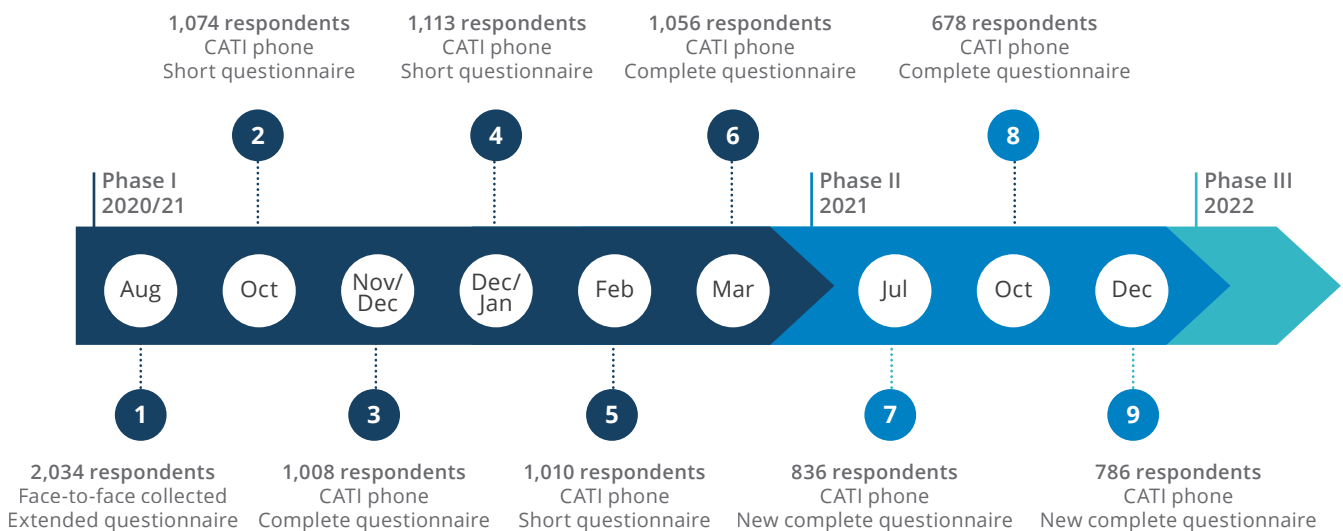 1,074 respondents
CATI phone
Short questionnaire
1,113 respondents
CATI phone
Short questionnaire
1,056 respondents
CATI phone
Complete questionnaire
678 respondents
CATI phone
Complete questionnaire
2
4
6
8
Phase I
2020/21
Phase II
2021
Phase III
2022
Aug
Oct
Nov/
Dec
Dec/
Jan
Feb
Mar
Jul
Oct
Dec
1
3
5
7
9
2,034 respondents
Face-to-face collected
Extended questionnaire
1,008 respondents
CATI phone
Complete questionnaire
1,010 respondents
CATI phone
Short questionnaire
836 respondents
CATI phone
New complete questionnaire
786 respondents
CATI phone
New complete questionnaire